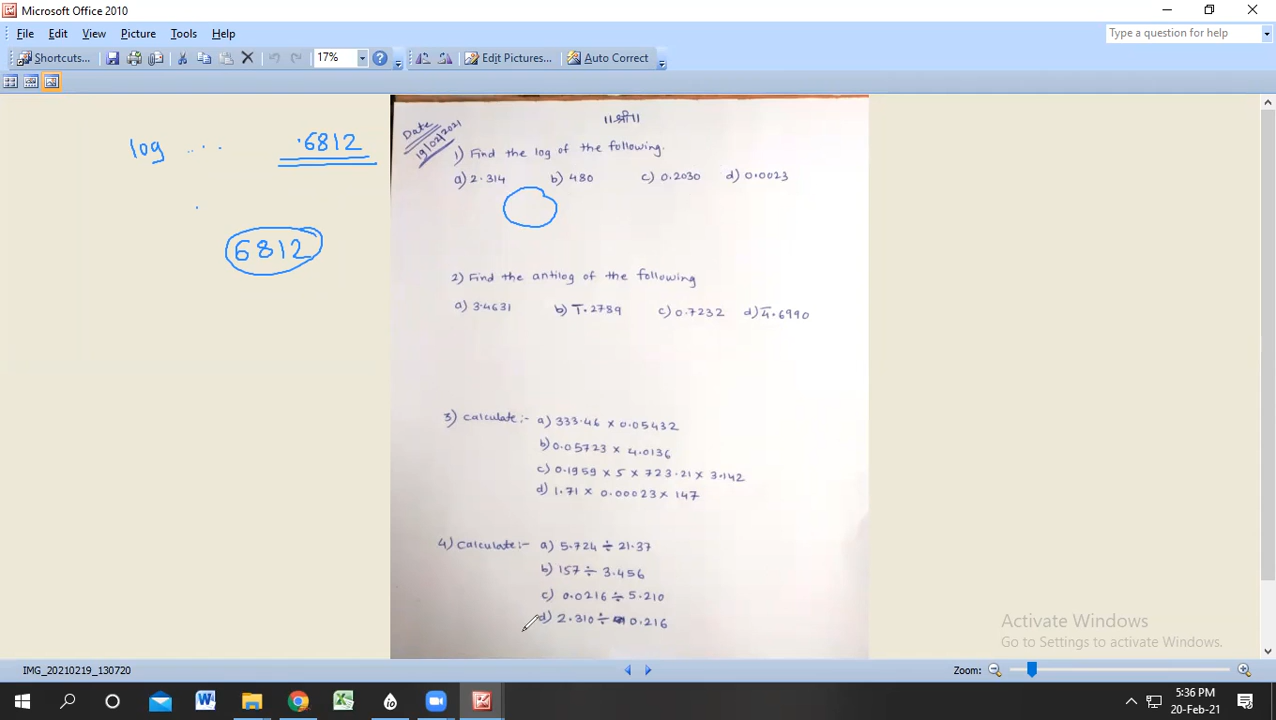 Microsoft Office 2010
File Edit View Picture Tools Help
Type a question for help
Shortcuts... 17% Edit Pictures... Auto Correct
log .... .6812
6812
॥श्री॥
Date
19/02/2021
1) Find the log of the following.
a) 2.314 b) 480 c) 0.2030 d) 0.0023
2) Find the antilog of the following
a) 3.4631 b) 1̅.2789 c) 0.7232 d) 4̅.6990
3) Calculate:- a) 333.46 × 0.05432
b) 0.05723 × 4.0136
c) 0.1959 × 5 × 723.21 × 3.142
d) 1.71 × 0.00023 × 147
4) Calculate:- a) 5.724 ÷ 21.37
b) 157 ÷ 3.456
c) 0.0216 ÷ 5.210
d) 2.310 ÷ 0.216
Activate Windows
Go to Settings to activate Windows.
IMG_20210219_130720
Zoom:
5:36 PM
20-Feb-21